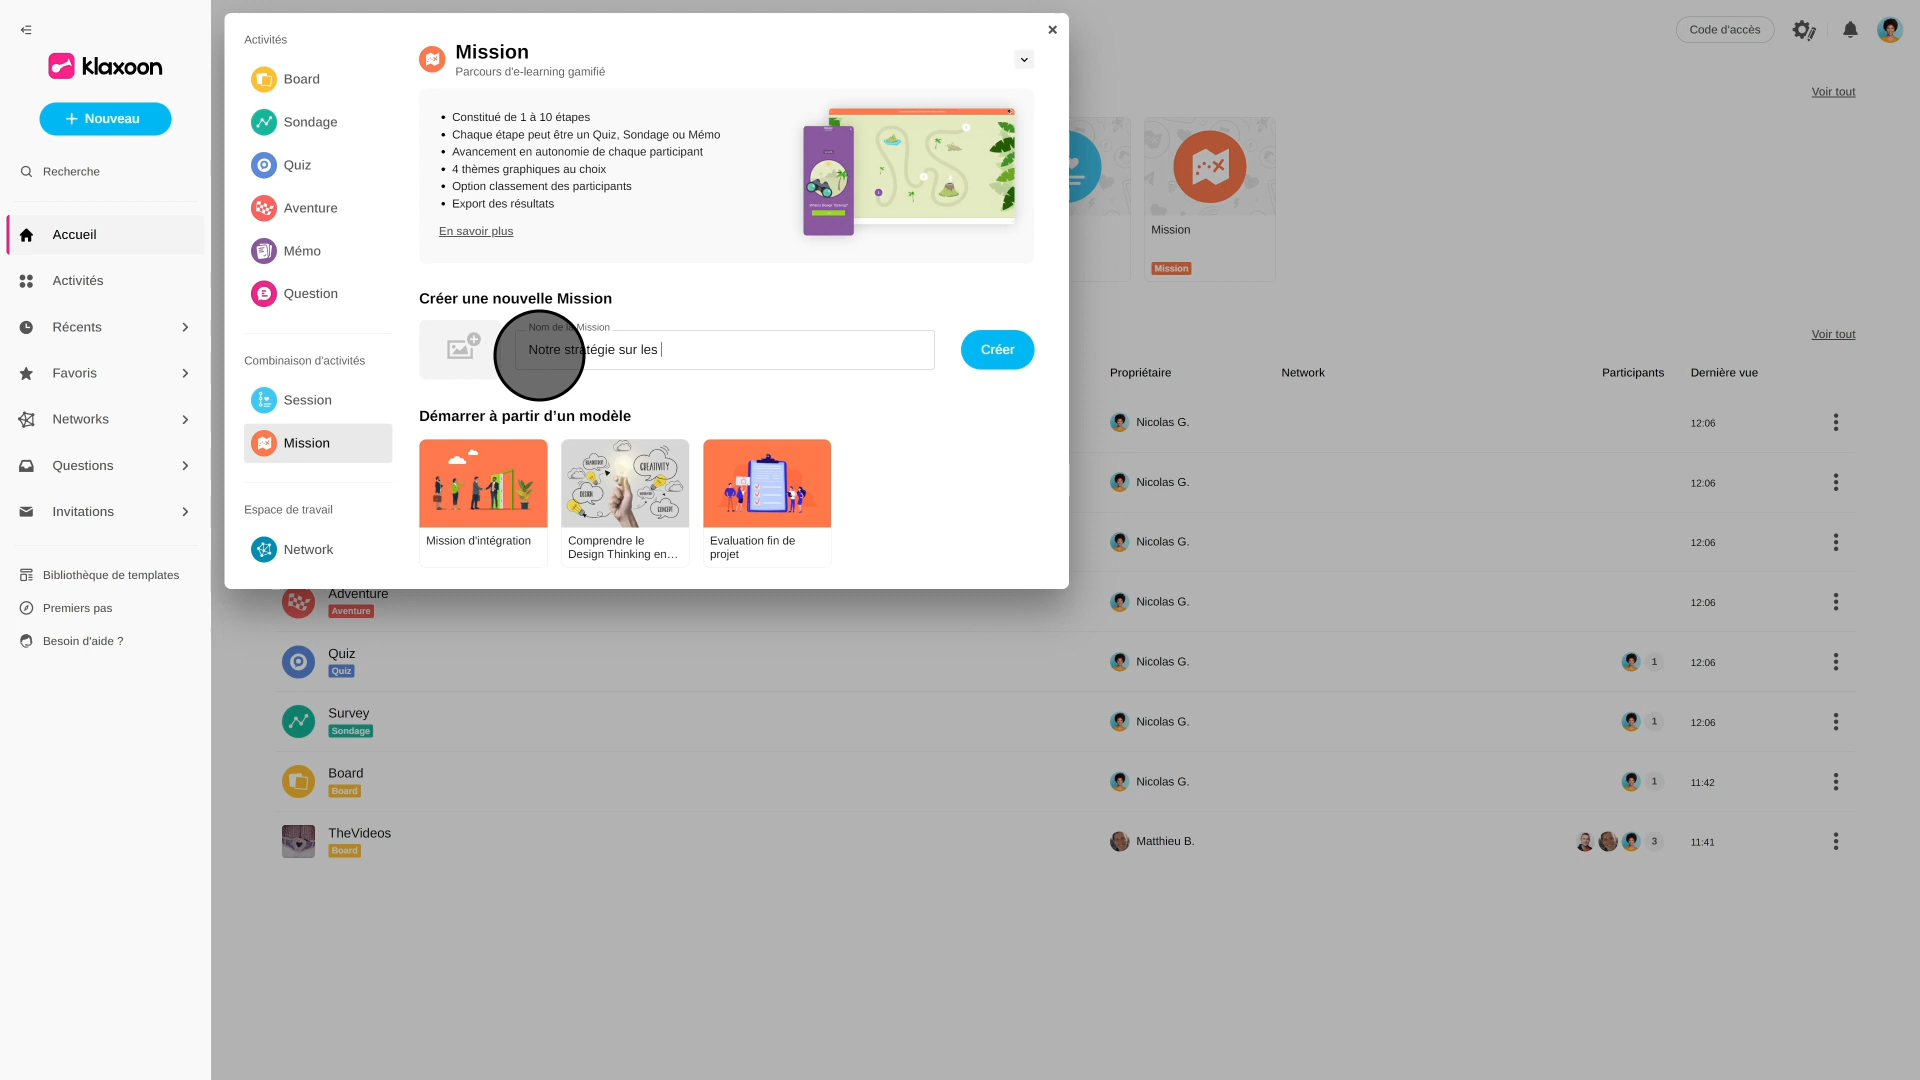 klaxoon
Nouveau
Recherche
Accueil
Activités
Récents
Favoris
Networks
Questions
Invitations
Bibliothèque de templates
Premiers pas
Besoin d'aide ?
Activités
Board
Sondage
Quiz
Aventure
Mémo
Question
Combinaison d'activités
Session
Mission
Espace de travail
Network
Mission
Parcours d'e-learning gamifié
Constitué de 1 à 10 étapes
Chaque étape peut être un Quiz, Sondage ou Mémo
Avancement en autonomie de chaque participant
4 thèmes graphiques au choix
Option classement des participants
Export des résultats
En savoir plus
Créer une nouvelle Mission
Nom de la Mission
Notre stratégie sur les
Créer
Démarrer à partir d’un modèle
CREATIVITY
DESIGN
CONCEPT
Mission d'intégration
Comprendre le
Design Thinking en...
Evaluation fin de
projet
Code d'accès
Voir tout
Mission
Mission
Voir tout
Propriétaire Network Participants Dernière vue
Nicolas G. 12:06
Nicolas G. 12:06
Nicolas G. 12:06
Adventure
Aventure
Nicolas G. 12:06
Quiz
Quiz
Nicolas G. 1 12:06
Survey
Sondage
Nicolas G. 1 12:06
Board
Board
Nicolas G. 1 11:42
TheVideos
Board
Matthieu B. 3 11:41